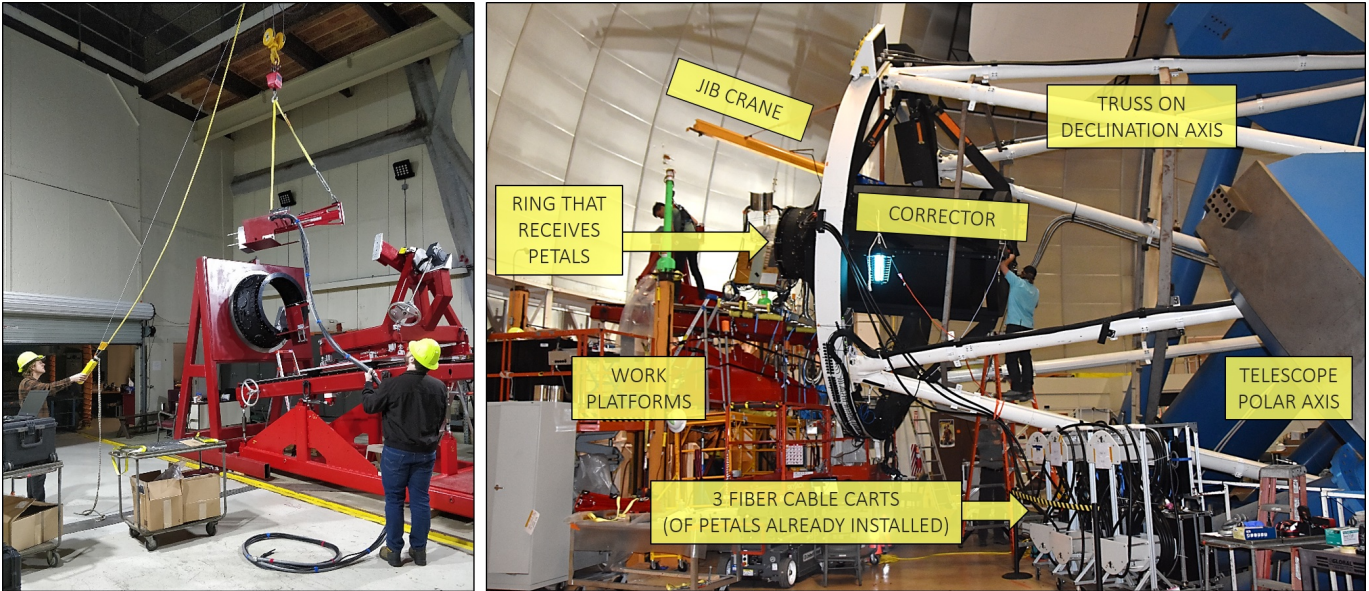 JIB CRANE
TRUSS ON
DECLINATION AXIS
RING THAT
RECEIVES
PETALS
CORRECTOR
WORK
PLATFORMS
TELESCOPE
POLAR AXIS
3 FIBER CABLE CARTS
(OF PETALS ALREADY INSTALLED)